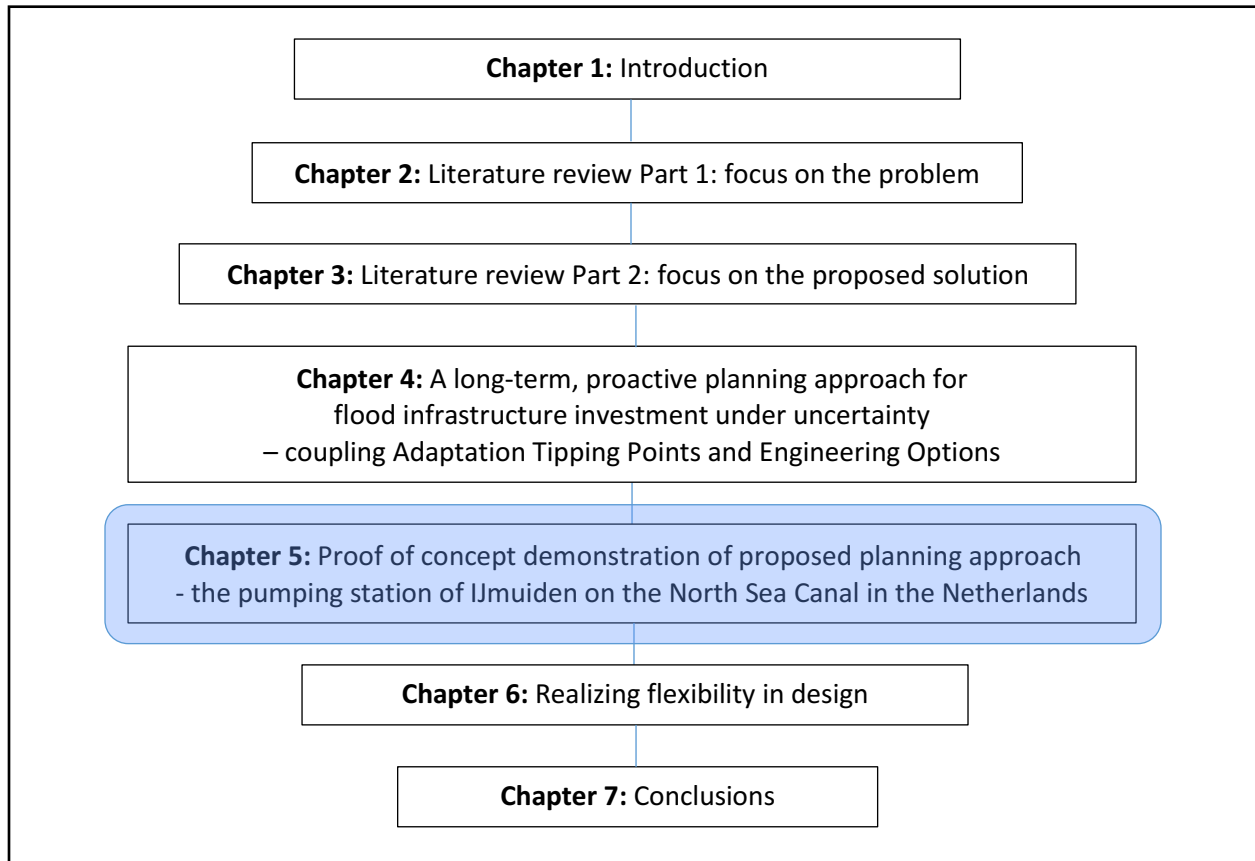 Chapter 1: Introduction
Chapter 2: Literature review Part 1: focus on the problem
Chapter 3: Literature review Part 2: focus on the proposed solution
Chapter 4: A long-term, proactive planning approach for
flood infrastructure investment under uncertainty
– coupling Adaptation Tipping Points and Engineering Options
Chapter 5: Proof of concept demonstration of proposed planning approach
- the pumping station of IJmuiden on the North Sea Canal in the Netherlands
Chapter 6: Realizing flexibility in design
Chapter 7: Conclusions